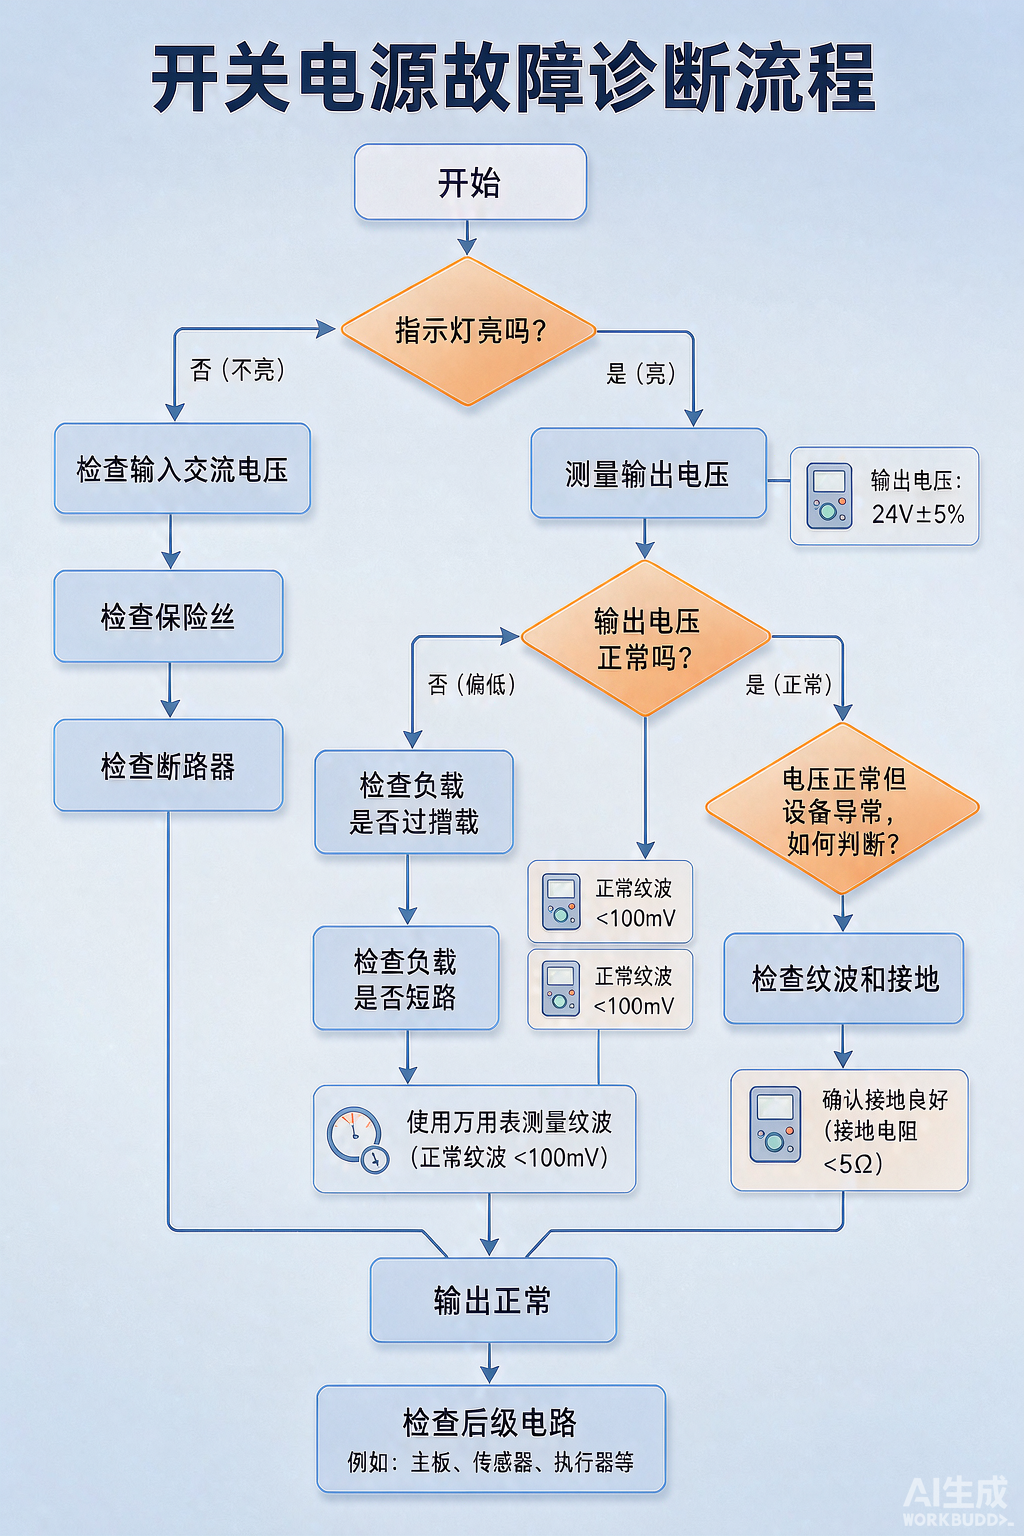 开关电源故障诊断流程
开始
指示灯亮吗？
否（不亮）
是（亮）
检查输入交流电压
测量输出电压
输出电压：
24V±5%
检查保险丝
输出电压
正常吗？
否（偏低）
是（正常）
检查断路器
检查负载
是否过撍载
电压正常但
设备导常，
如何判断？
正常纹波
<100mV
检查负载
是否短路
正常纹波
<100mV
检查纹波和接地
使用万用表测量纹波
（正常纹波 <100mV）
确认接地良好
（接地电阻
<5Ω）
输出正常
检查后级电路
例如：主板、传感器、执行器等
AI生成
WORKBUDD>_